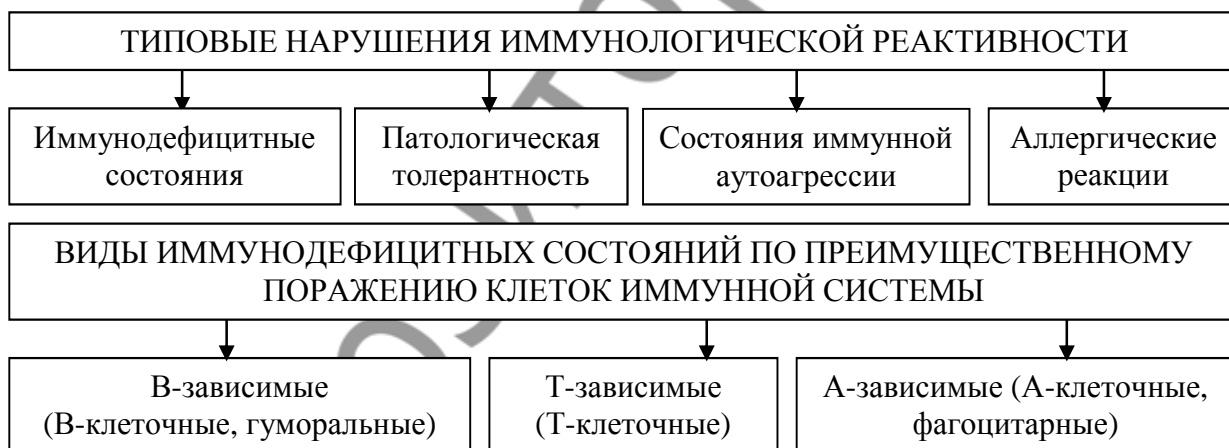 ТИПОВЫЕ НАРУШЕНИЯ ИММУНОЛОГИЧЕСКОЙ РЕАКТИВНОСТИ
Иммунодефицитные
состояния
Патологическая
толерантность
Состояния иммунной
аутоагрессии
Аллергические
реакции
ВИДЫ ИММУНОДЕФИЦИТНЫХ СОСТОЯНИЙ ПО ПРЕИМУЩЕСТВЕННОМУ
ПОРАЖЕНИЮ КЛЕТОК ИММУННОЙ СИСТЕМЫ
В-зависимые
(В-клеточные, гуморальные)
Т-зависимые
(Т-клеточные)
А-зависимые (А-клеточные,
фагоцитарные)